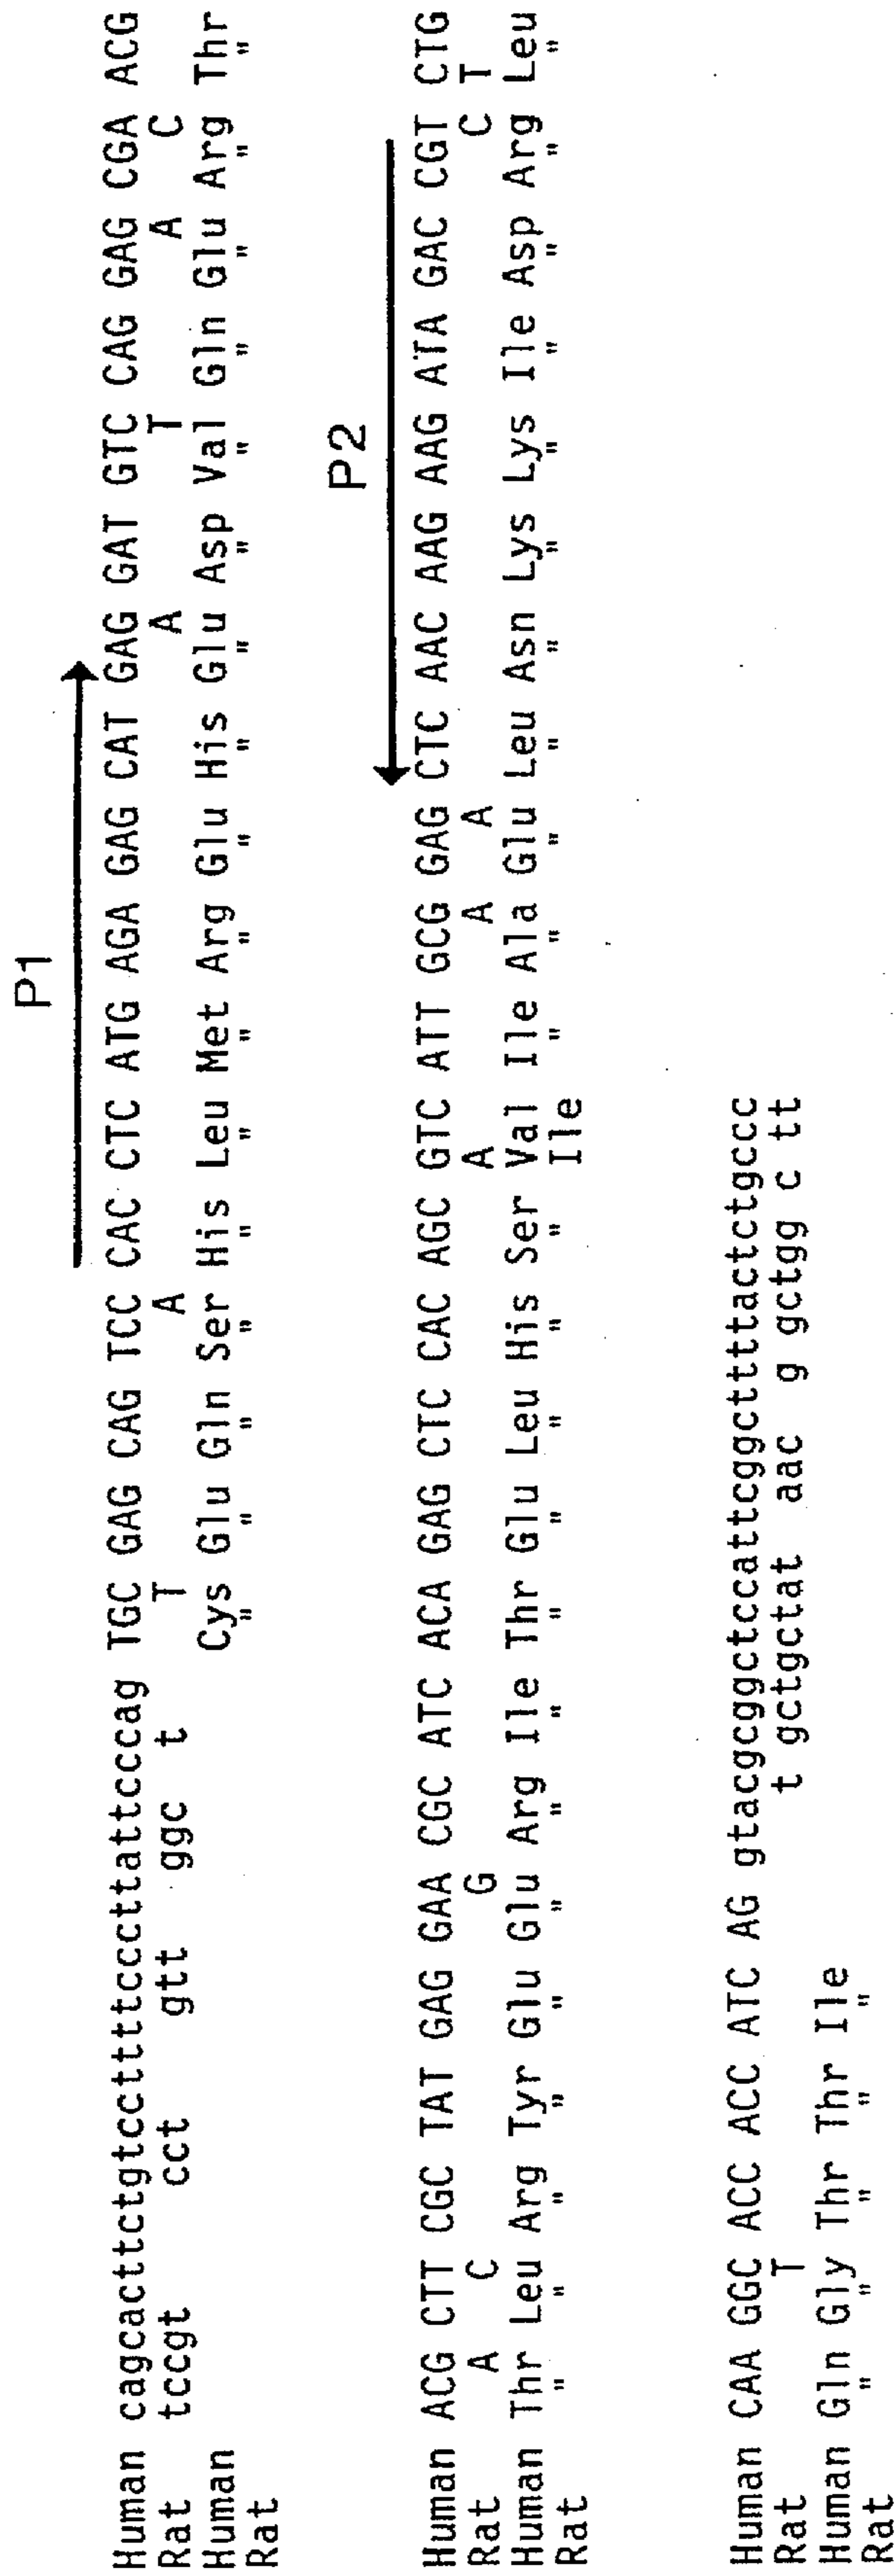 P1
Human cagcacttctgtccttttcccttattcccag TGC GAG CAG TCC CAC CTC ATG AGA GAG CAT GAG GAT GTC CAG GAG CGA ACG
Rat tccgt cct gtt ggc t T A A T A C
Human Cys Glu Gln Ser His Leu Met Arg Glu His Glu Asp Val Gln Glu Arg Thr
Rat " " " " " " " " " " " " " " " " "
P2
Human ACG CTT CGC TAT GAG GAA CGC ATC ACA GAG CTC CAC AGC GTC ATT GCG GAG CTC AAC AAG AAG ATA GAC CGT CTG
Rat A C G A A A C T
Human Thr Leu Arg Tyr Glu Glu Arg Ile Thr Glu Leu His Ser Val Ile Ala Glu Leu Asn Lys Lys Ile Asp Arg Leu
Rat " " " " " " " " " " " " " Ile " " " " " " " " " " "
Human CAA GGC ACC ACC ATC AG gtacgcggctccattcggcttttactctgccc
Rat T t gctgctat aac g gctgg c tt
Human Gln Gly Thr Thr Ile
Rat " " " " "